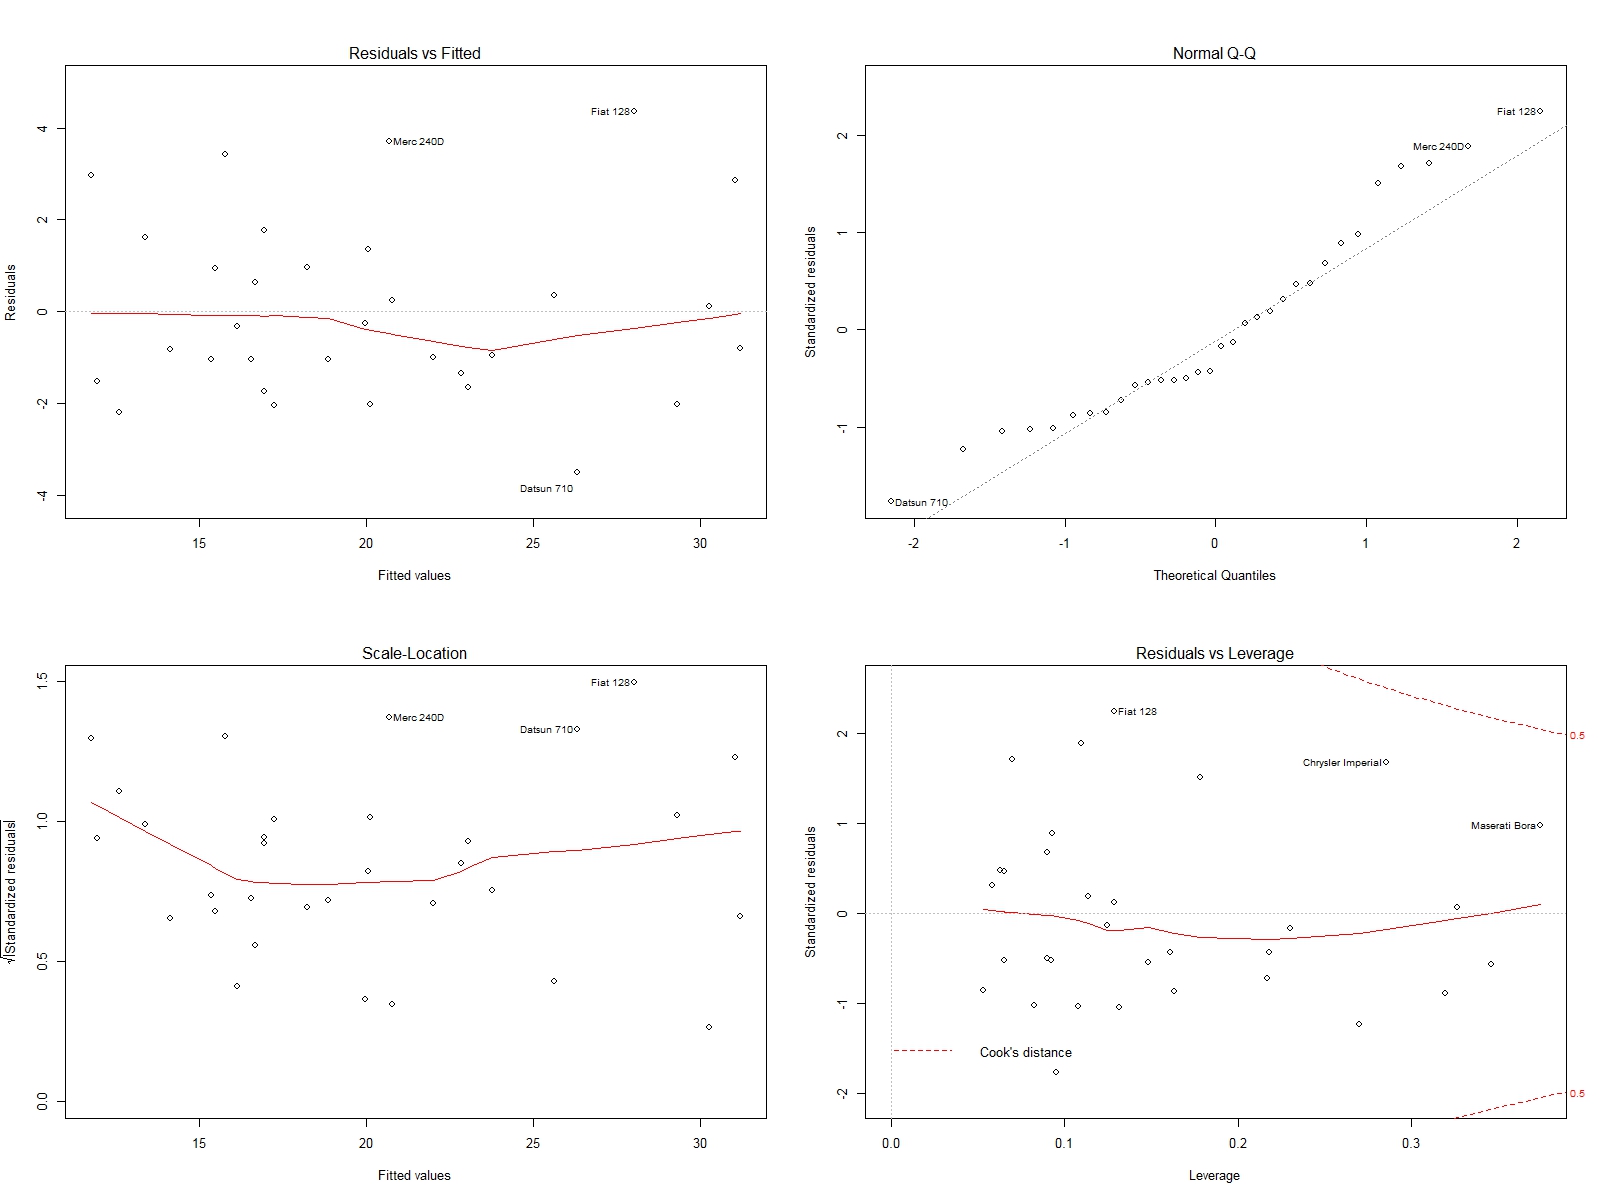 Residuals vs Fitted
Residuals
4
2
0
-2
-4
Fiat 128
Merc 240D
Datsun 710
15 20 25 30
Fitted values
Normal Q-Q
Standardized residuals
2
1
0
-1
Fiat 128
Merc 240D
Datsun 710
-2 -1 0 1 2
Theoretical Quantiles
Scale-Location
√|Standardized residuals|
1.5
1.0
0.5
0.0
Fiat 128
Merc 240D
Datsun 710
15 20 25 30
Fitted values
Residuals vs Leverage
Standardized residuals
2
1
0
-1
-2
Fiat 128
0.5
Chrysler Imperial
Maserati Bora
Cook's distance
0.5
0.0 0.1 0.2 0.3
Leverage